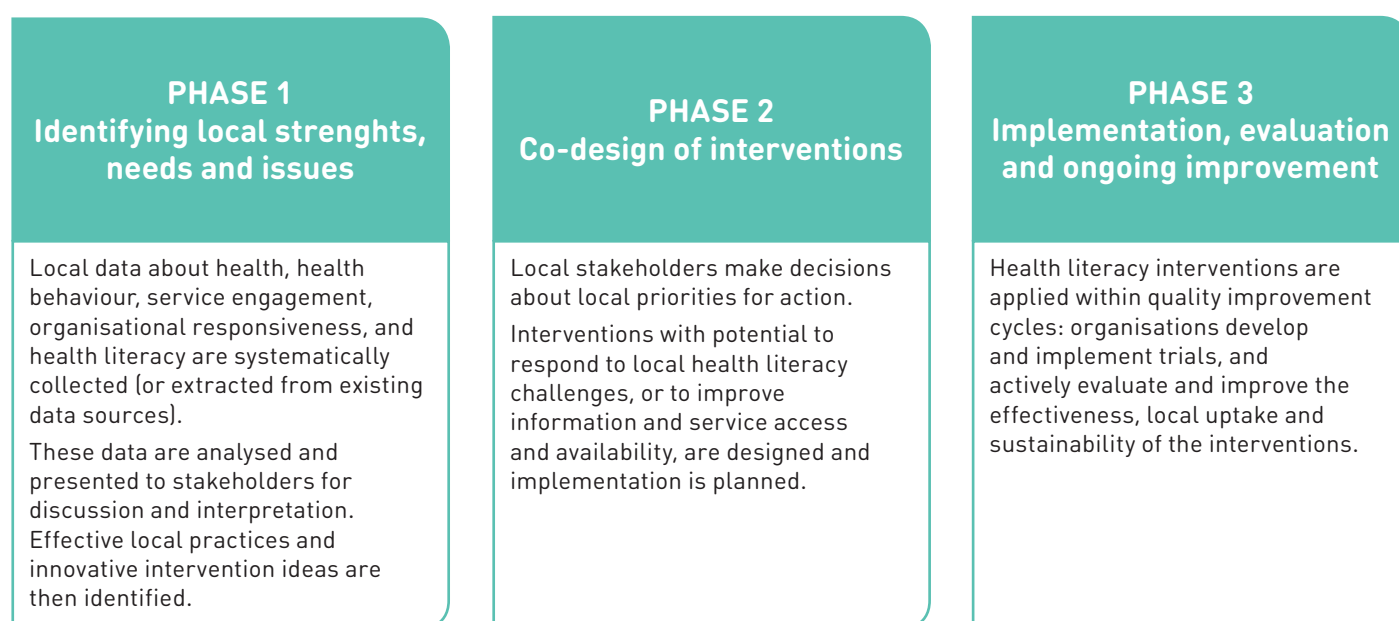 PHASE 1
Identifying local strenghts,
needs and issues
Local data about health, health
behaviour, service engagement,
organisational responsiveness, and
health literacy are systematically
collected (or extracted from existing
data sources).
These data are analysed and
presented to stakeholders for
discussion and interpretation.
Effective local practices and
innovative intervention ideas are
then identified.
PHASE 2
Co-design of interventions
Local stakeholders make decisions
about local priorities for action.
Interventions with potential to
respond to local health literacy
challenges, or to improve
information and service access
and availability, are designed and
implementation is planned.
PHASE 3
Implementation, evaluation
and ongoing improvement
Health literacy interventions are
applied within quality improvement
cycles: organisations develop
and implement trials, and
actively evaluate and improve the
effectiveness, local uptake and
sustainability of the interventions.